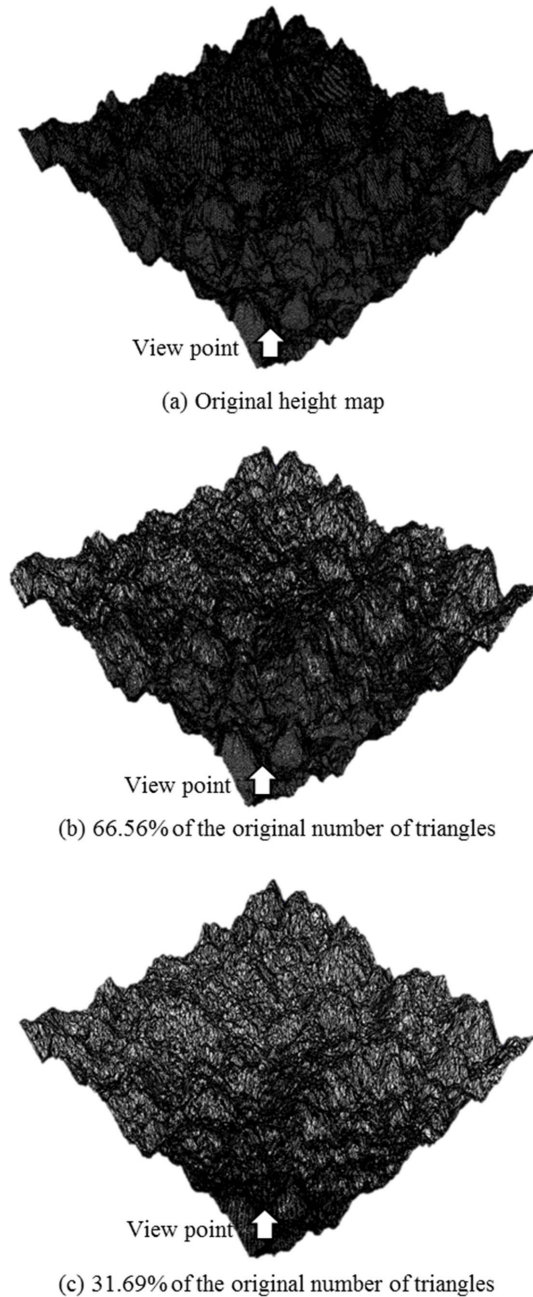 View point
(a) Original height map
View point
(b) 66.56% of the original number of triangles
View point
(c) 31.69% of the original number of triangles